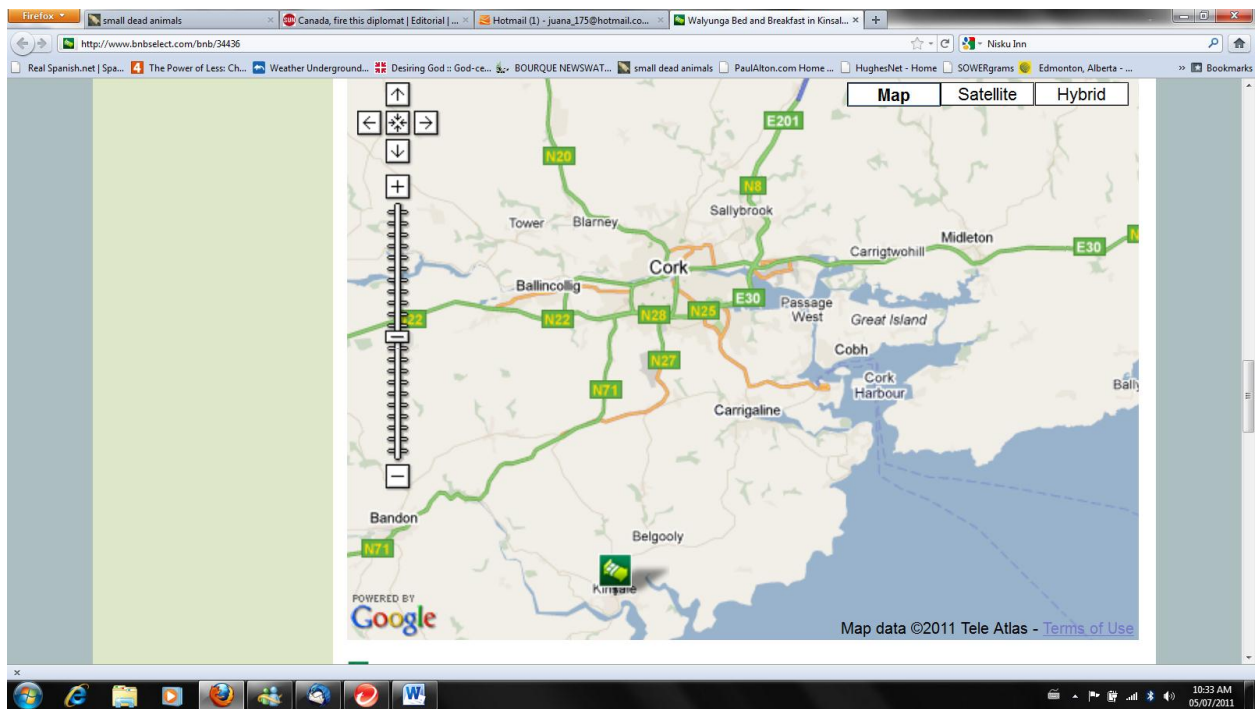 Firefox
small dead animals
Canada, fire this diplomat | Editorial | ...
Hotmail (1) - juana_175@hotmail.co...
Walyunga Bed and Breakfast in Kinsal...
http://www.bnbselect.com/bnb/34436
Nisku Inn
Real Spanish.net | Spa...
The Power of Less: Ch...
Weather Underground...
Desiring God :: God-ce...
BOURQUE NEWSWAT...
small dead animals
PaulAlton.com Home ...
HughesNet - Home
SOWERgrams
Edmonton, Alberta - ...
Bookmarks
Map
Satellite
Hybrid
E201
N20
N8
Sallybrook
Tower
Blarney
Midleton
Carrigtwohill
E30
N
Cork
Ballincollig
E30
Passage
West
Great Island
22
N22
N28
N25
Cobh
N27
Cork
Harbour
Bally
N71
Carrigaline
Bandon
Belgooly
N71
Kinsale
POWERED BY
Google
Map data ©2011 Tele Atlas - Terms of Use
10:33 AM
05/07/2011